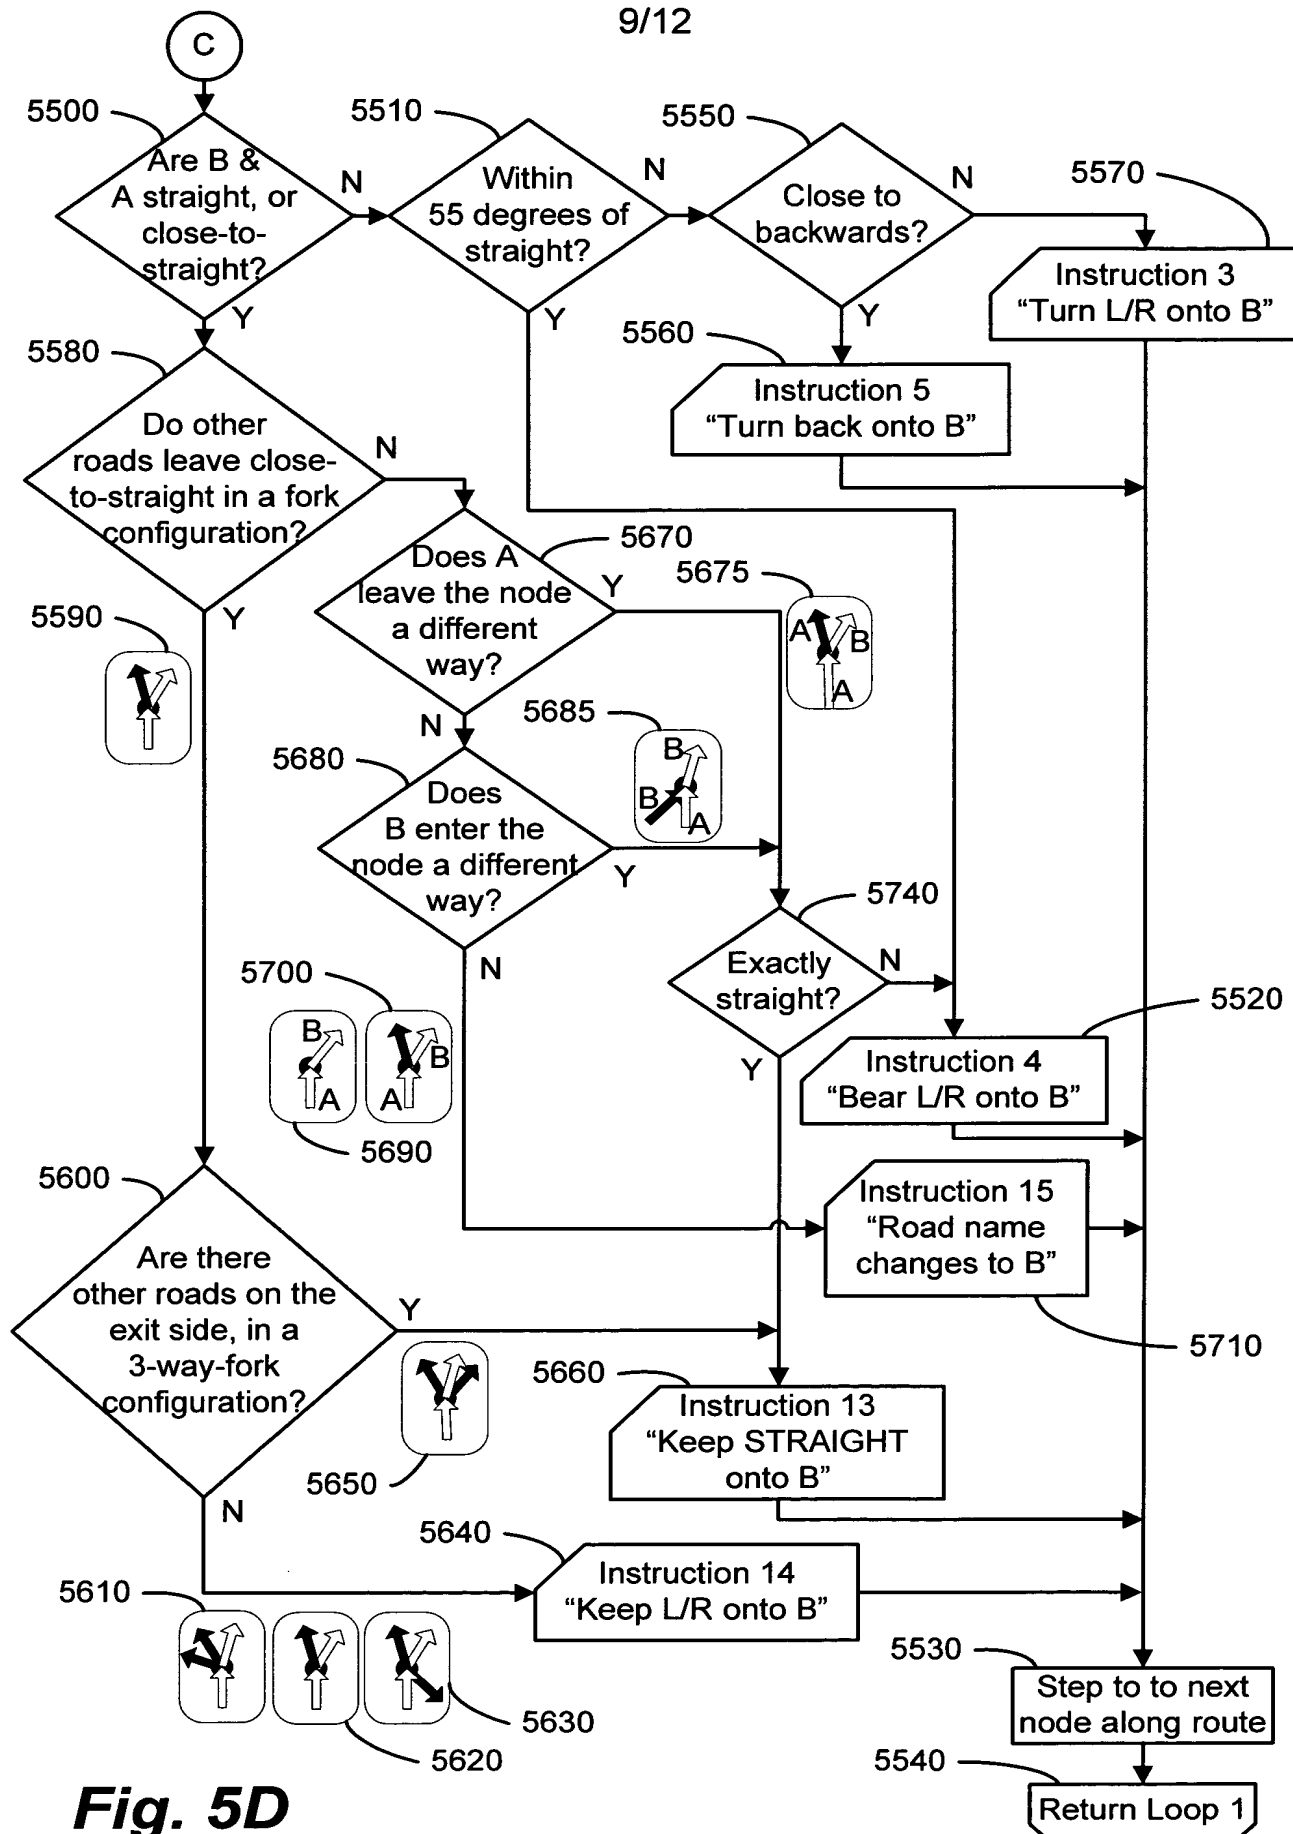 9/12
C
5500
Are B &
A straight, or
close-to-
straight?
N
Y
5510
Within
55 degrees of
straight?
N
Y
5550
Close to
backwards?
N
Y
5570
Instruction 3
“Turn L/R onto B”
5560
Instruction 5
“Turn back onto B”
5580
Do other
roads leave close-
to-straight in a fork
configuration?
N
Y
5590
5670
Does A
leave the node
a different
way?
Y
N
5675
A
B
A
5680
Does
B enter the
node a different
way?
Y
N
5685
B
B
A
5740
Exactly
straight?
N
Y
5700
B
A
B
A
5690
5520
Instruction 4
“Bear L/R onto B”
Instruction 15
“Road name
changes to B”
5710
5600
Are there
other roads on the
exit side, in a
3-way-fork
configuration?
Y
N
5650
5660
Instruction 13
“Keep STRAIGHT
onto B”
5640
Instruction 14
“Keep L/R onto B”
5610
5630
5620
5530
Step to to next
node along route
5540
Return Loop 1
Fig. 5D